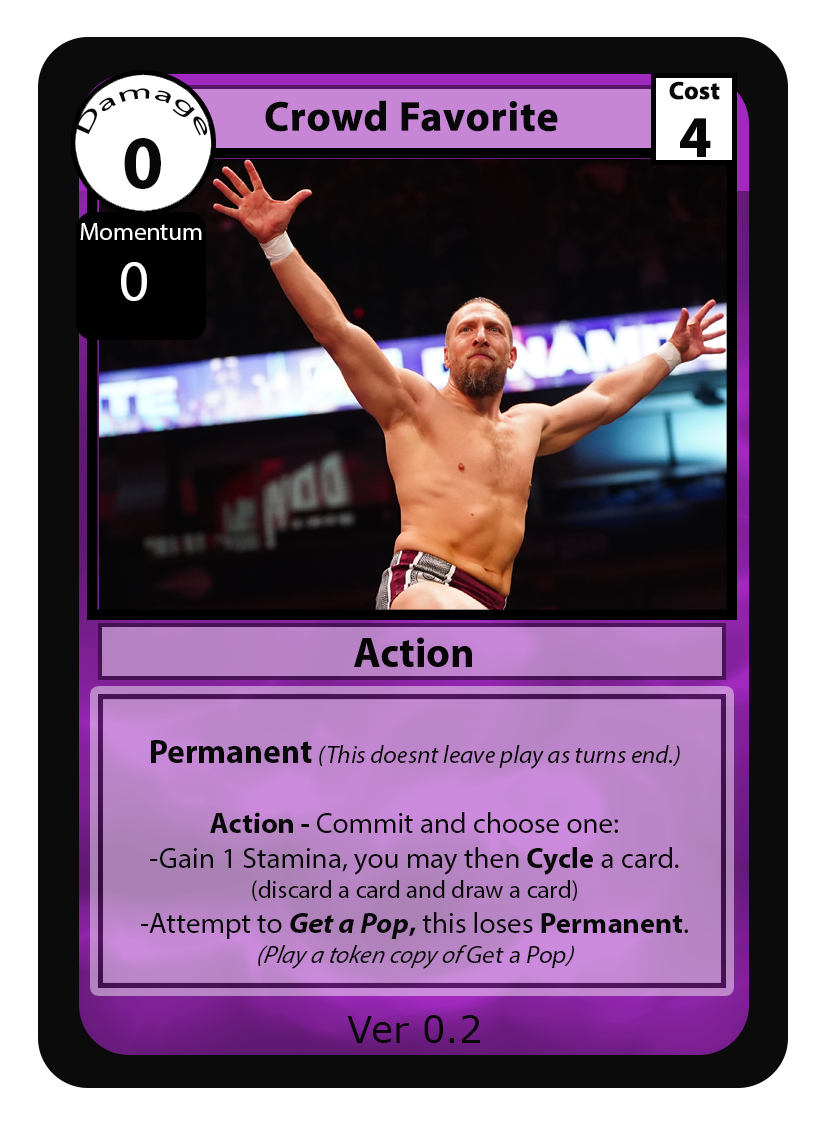 Damage
0
Crowd Favorite
Cost
4
Momentum
0
Action
Permanent (This doesnt leave play as turns end.)
Action - Commit and choose one:
-Gain 1 Stamina, you may then Cycle a card.
(discard a card and draw a card)
-Attempt to Get a Pop, this loses Permanent.
(Play a token copy of Get a Pop)
Ver 0.2